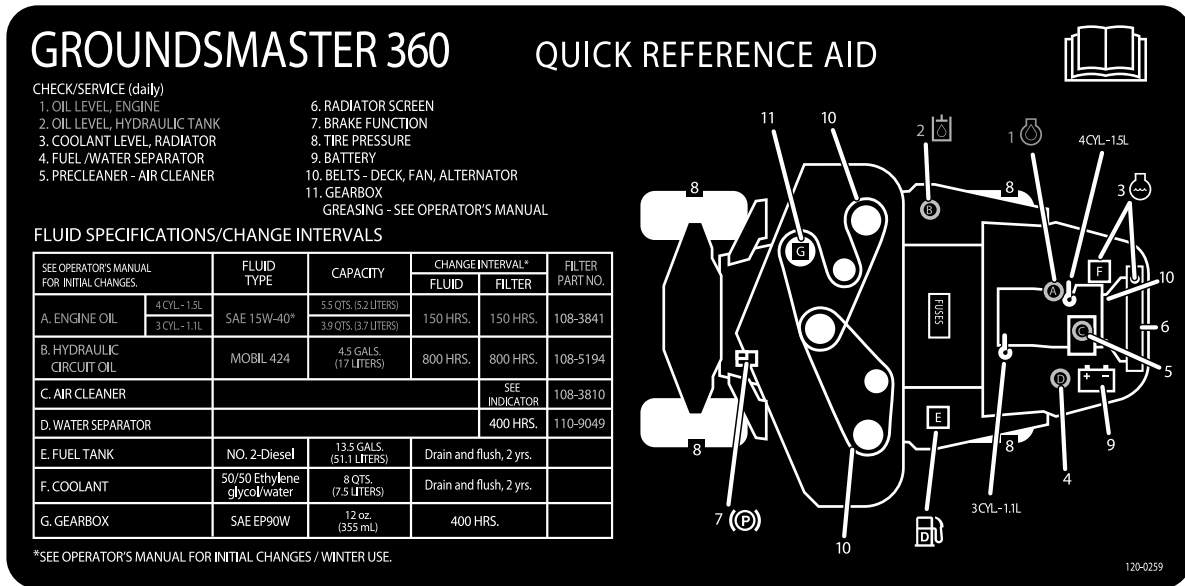 GROUNDSMASTER 360
QUICK REFERENCE AID
CHECK/SERVICE (daily)
1. OIL LEVEL, ENGINE
2. OIL LEVEL, HYDRAULIC TANK
3. COOLANT LEVEL, RADIATOR
4. FUEL /WATER SEPARATOR
5. PRECLEANER - AIR CLEANER
6. RADIATOR SCREEN
7. BRAKE FUNCTION
8. TIRE PRESSURE
9. BATTERY
10. BELTS - DECK, FAN, ALTERNATOR
11. GEARBOX
GREASING - SEE OPERATOR'S MANUAL
FLUID SPECIFICATIONS/CHANGE INTERVALS
SEE OPERATOR'S MANUAL
FOR INITIAL CHANGES.
FLUID
TYPE
CAPACITY
CHANGE INTERVAL*
FLUID
FILTER
FILTER
PART NO.
A. ENGINE OIL
4 CYL. - 1.5L
3 CYL. - 1.1L
SAE 15W-40*
5.5 QTS. (5.2 LITERS)
3.9 QTS. (3.7 LITERS)
150 HRS.
150 HRS.
108-3841
B. HYDRAULIC
CIRCUIT OIL
MOBIL 424
4.5 GALS.
(17 LITERS)
800 HRS.
800 HRS.
108-5194
C. AIR CLEANER
SEE
INDICATOR
108-3810
D. WATER SEPARATOR
400 HRS.
110-9049
E. FUEL TANK
NO. 2-Diesel
13.5 GALS.
(51.1 LITERS)
Drain and flush, 2 yrs.
F. COOLANT
50/50 Ethylene
glycol/water
8 QTS.
(7.5 LITERS)
Drain and flush, 2 yrs.
G. GEARBOX
SAE EP90W
12 oz.
(355 mL)
400 HRS.
*SEE OPERATOR'S MANUAL FOR INITIAL CHANGES / WINTER USE.
11
10
2
1
4CYL.-1.5L
3
8
8
B
G
A
F
10
FUSES
C
6
5
D
+ -
E
8
8
9
4
3CYL.-1.1L
7
P
10
D
120-0259